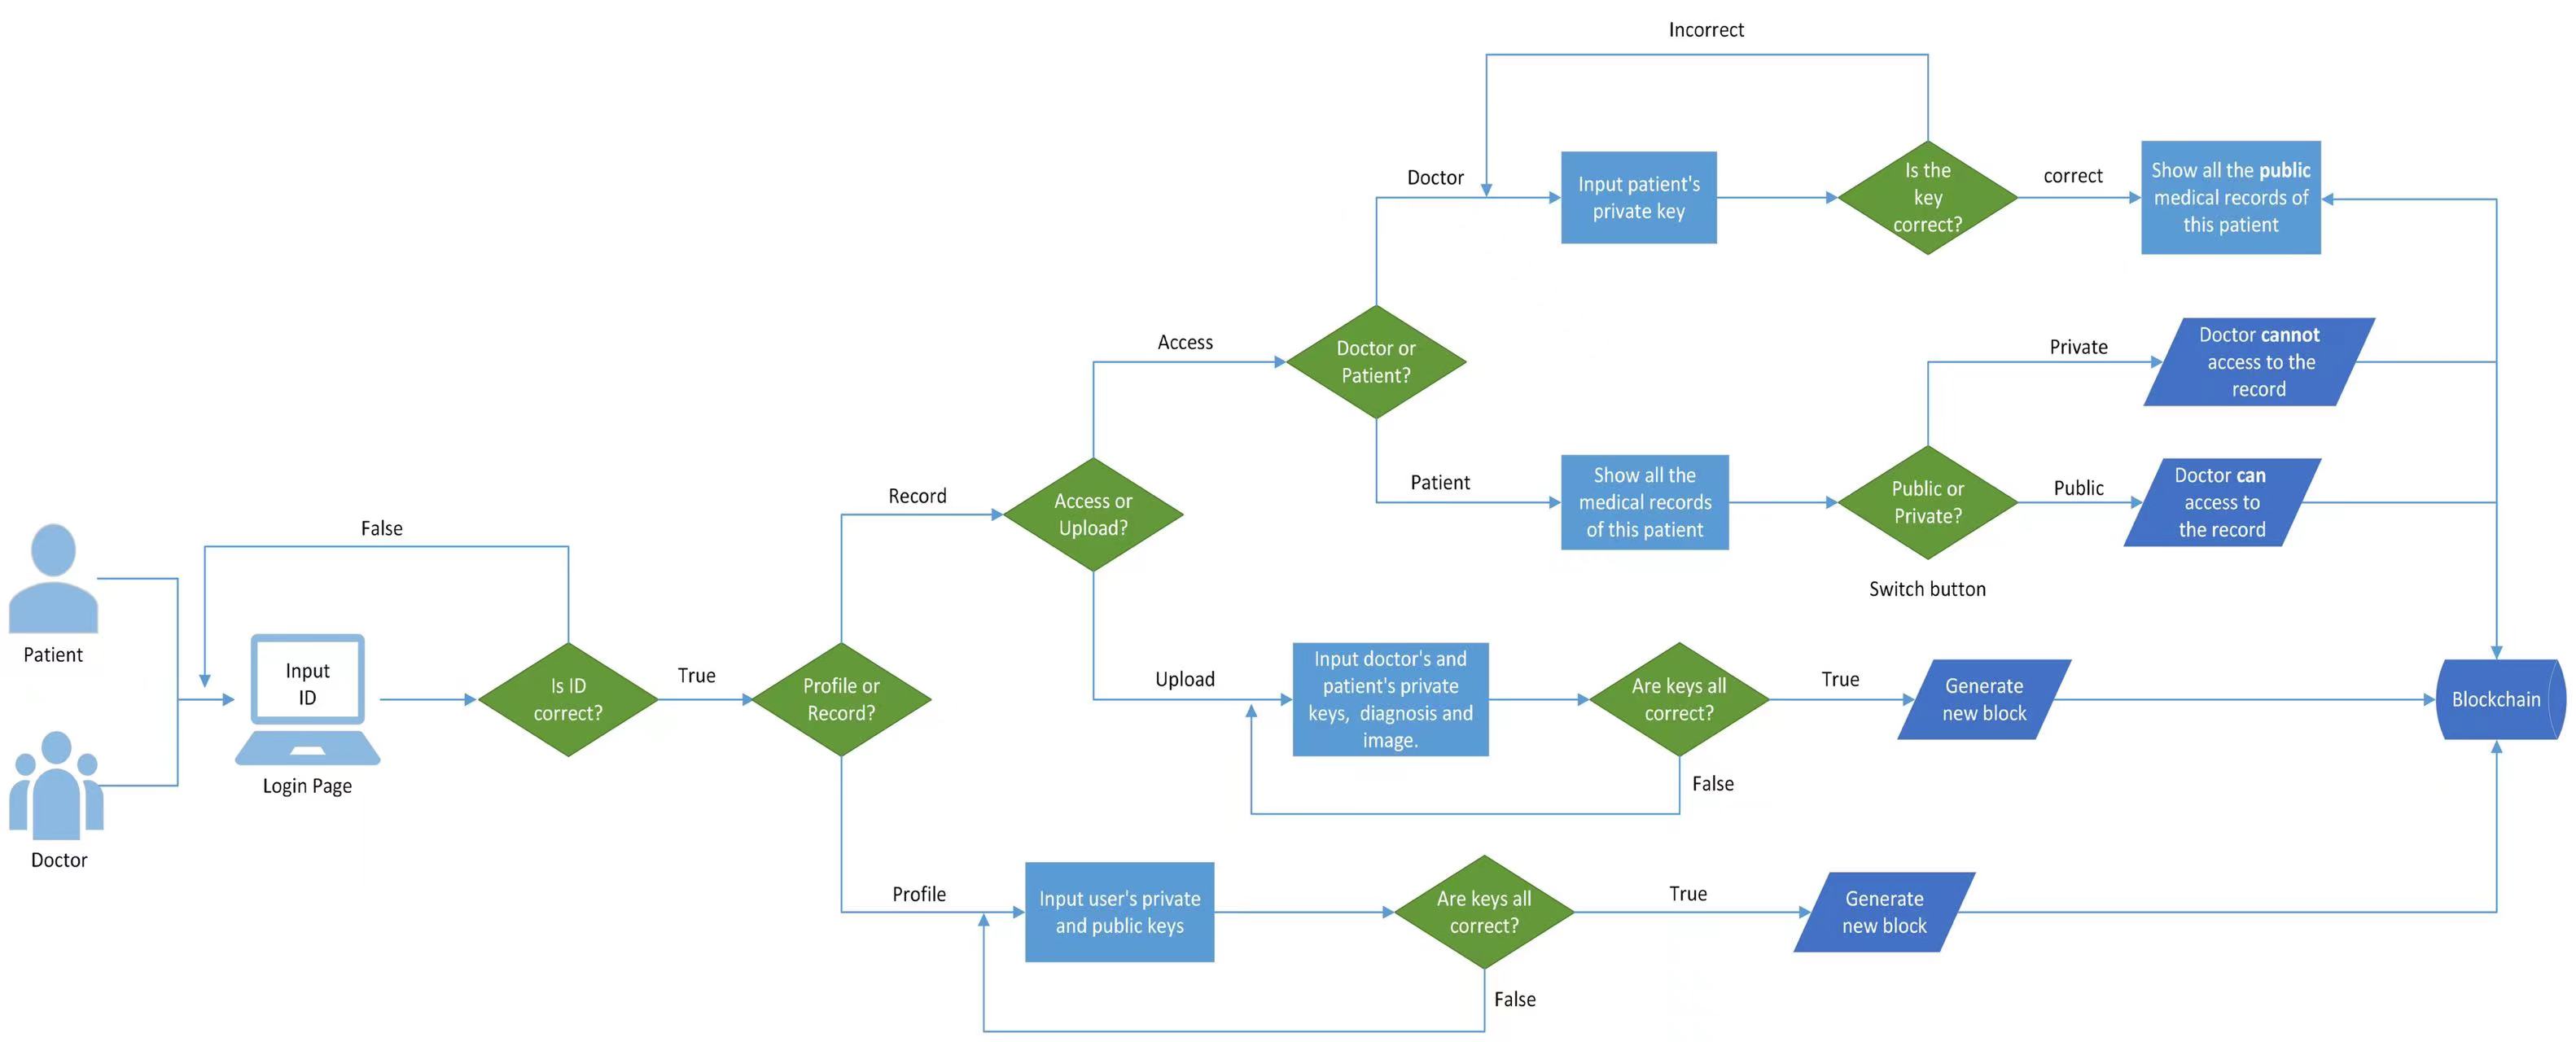 Incorrect
Doctor
Input patient's
private key
Is the
key
correct?
correct
Show all the public
medical records of
this patient
Access
Doctor or
Patient?
Private
Doctor cannot
access to the
record
Record
Access or
Upload?
Patient
Show all the
medical records
of this patient
Public or
Private?
Public
Doctor can
access to
the record
Switch button
False
Patient
Input
ID
Login Page
Doctor
Is ID
correct?
True
Profile or
Record?
Upload
Input doctor's and
patient's private
keys, diagnosis and
image.
Are keys all
correct?
True
Generate
new block
Blockchain
False
Profile
Input user's private
and public keys
Are keys all
correct?
True
Generate
new block
False